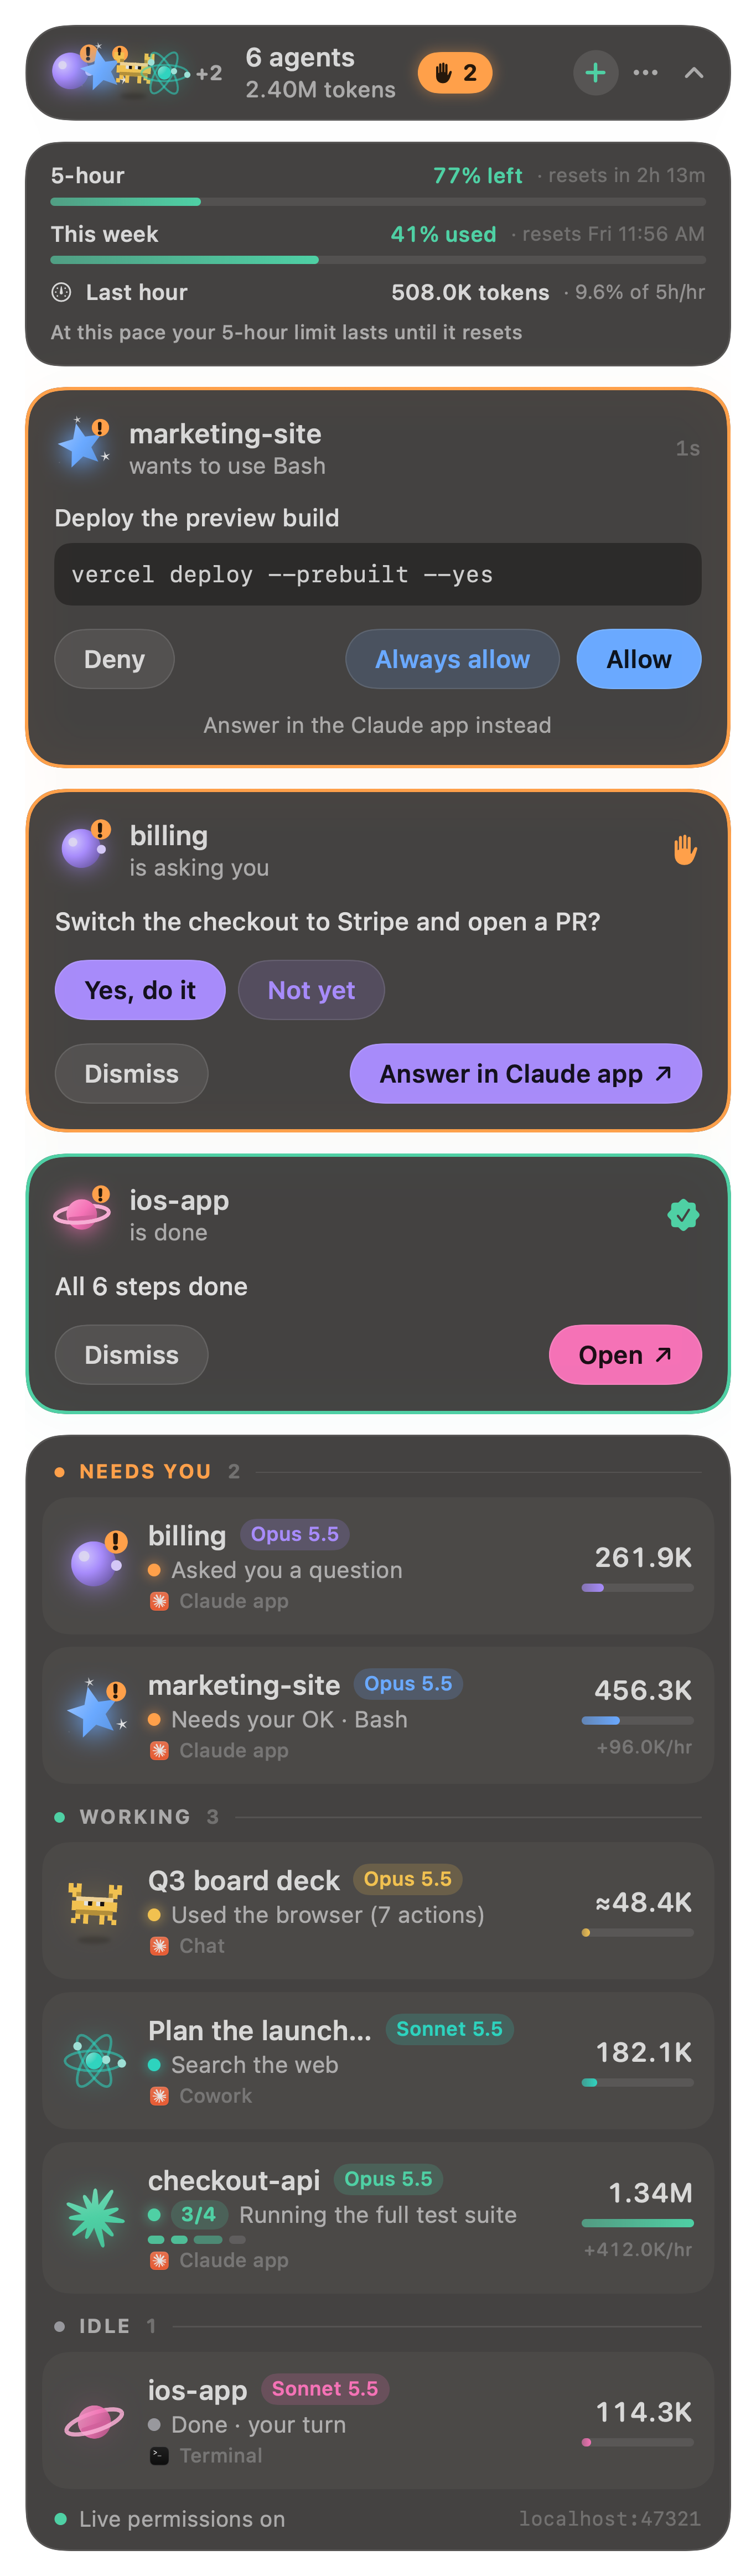 +2
6 agents
2.40M tokens
2
5-hour 77% left · resets in 2h 13m
This week 41% used · resets Fri 11:56 AM
Last hour 508.0K tokens · 9.6% of 5h/hr
At this pace your 5-hour limit lasts until it resets
marketing-site
wants to use Bash
1s
Deploy the preview build
vercel deploy --prebuilt --yes
Deny Always allow Allow
Answer in the Claude app instead
billing
is asking you
Switch the checkout to Stripe and open a PR?
Yes, do it Not yet
Dismiss Answer in Claude app ↗
ios-app
is done
All 6 steps done
Dismiss Open ↗
NEEDS YOU 2
billing Opus 5.5
Asked you a question
Claude app
261.9K
marketing-site Opus 5.5
Needs your OK · Bash
Claude app
456.3K
+96.0K/hr
WORKING 3
Q3 board deck Opus 5.5
Used the browser (7 actions)
Chat
≈48.4K
Plan the launch... Sonnet 5.5
Search the web
Cowork
182.1K
checkout-api Opus 5.5
3/4 Running the full test suite
Claude app
1.34M
+412.0K/hr
IDLE 1
ios-app Sonnet 5.5
Done · your turn
Terminal
114.3K
Live permissions on localhost:47321